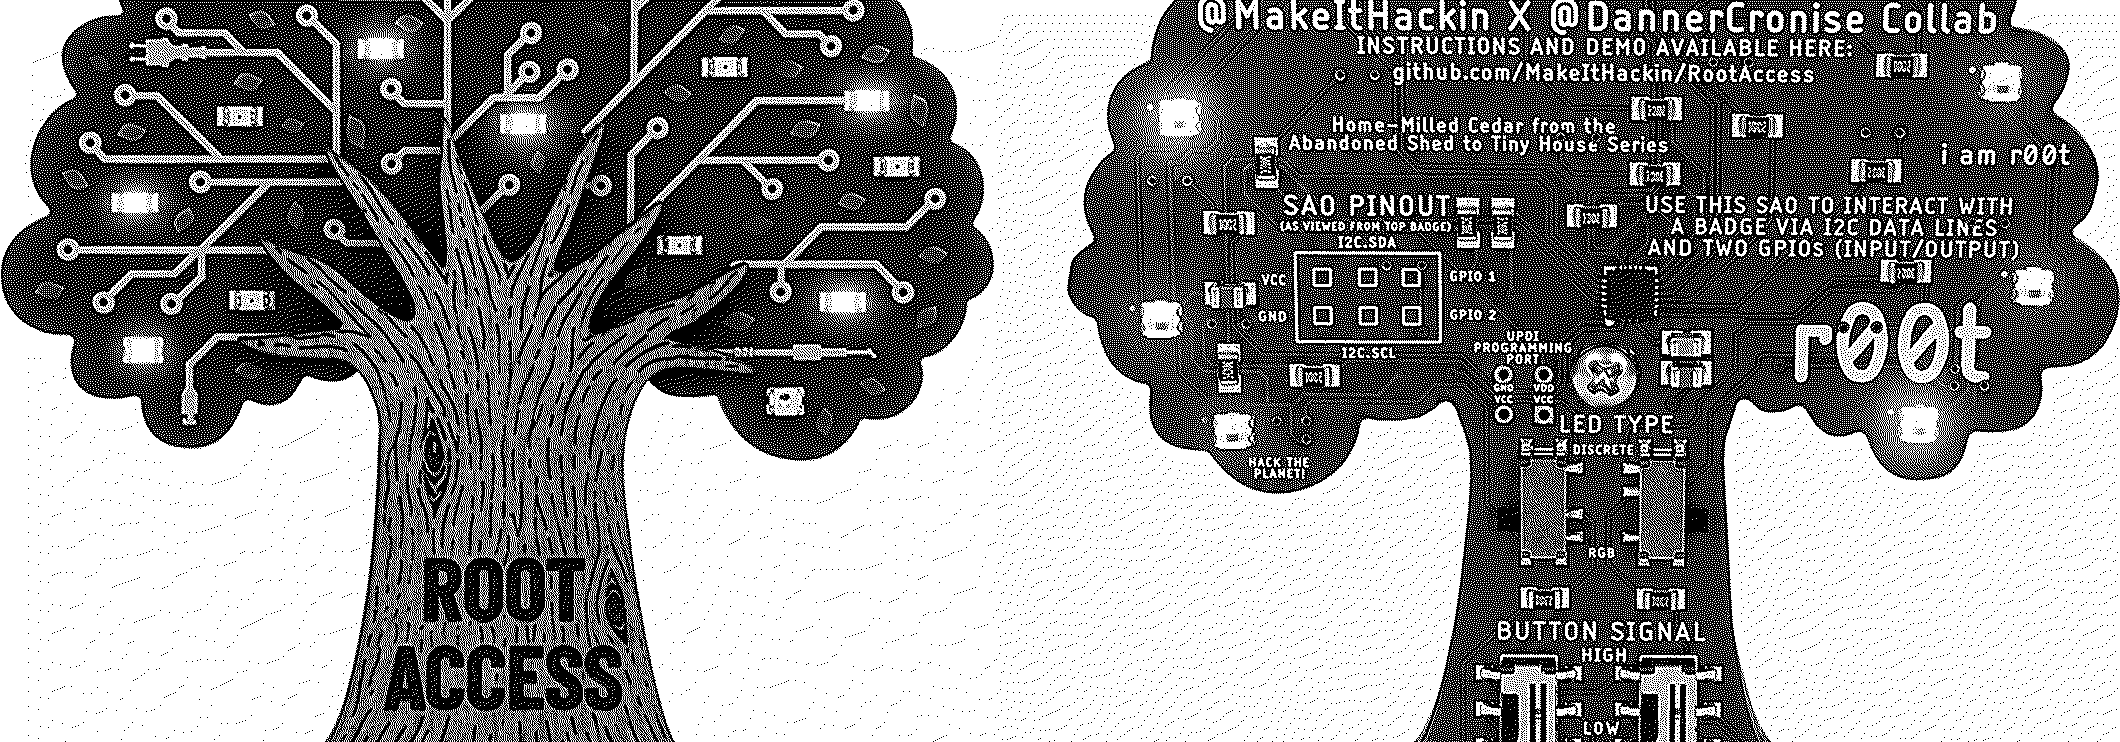 ROOT
ACCESS
@MakeItHackin X @DannerCronise Collab
INSTRUCTIONS AND DEMO AVAILABLE HERE:
github.com/MakeItHackin/RootAccess
Home-Milled Cedar from the
Abandoned Shed to Tiny House Series
i am r00t
SAO PINOUT
(AS VIEWED FROM TOP BADGE)
I2C.SDA
VCC
GPIO 1
GND
GPIO 2
I2C.SCL
USE THIS SAO TO INTERACT WITH
A BADGE VIA I2C DATA LINES
AND TWO GPIOs (INPUT/OUTPUT)
r00t
UPDI
PROGRAMMING
PORT
GND VDD
VCC VCC
LED TYPE
DISCRETE
HACK THE
PLANET!
RGB
BUTTON SIGNAL
HIGH
LOW